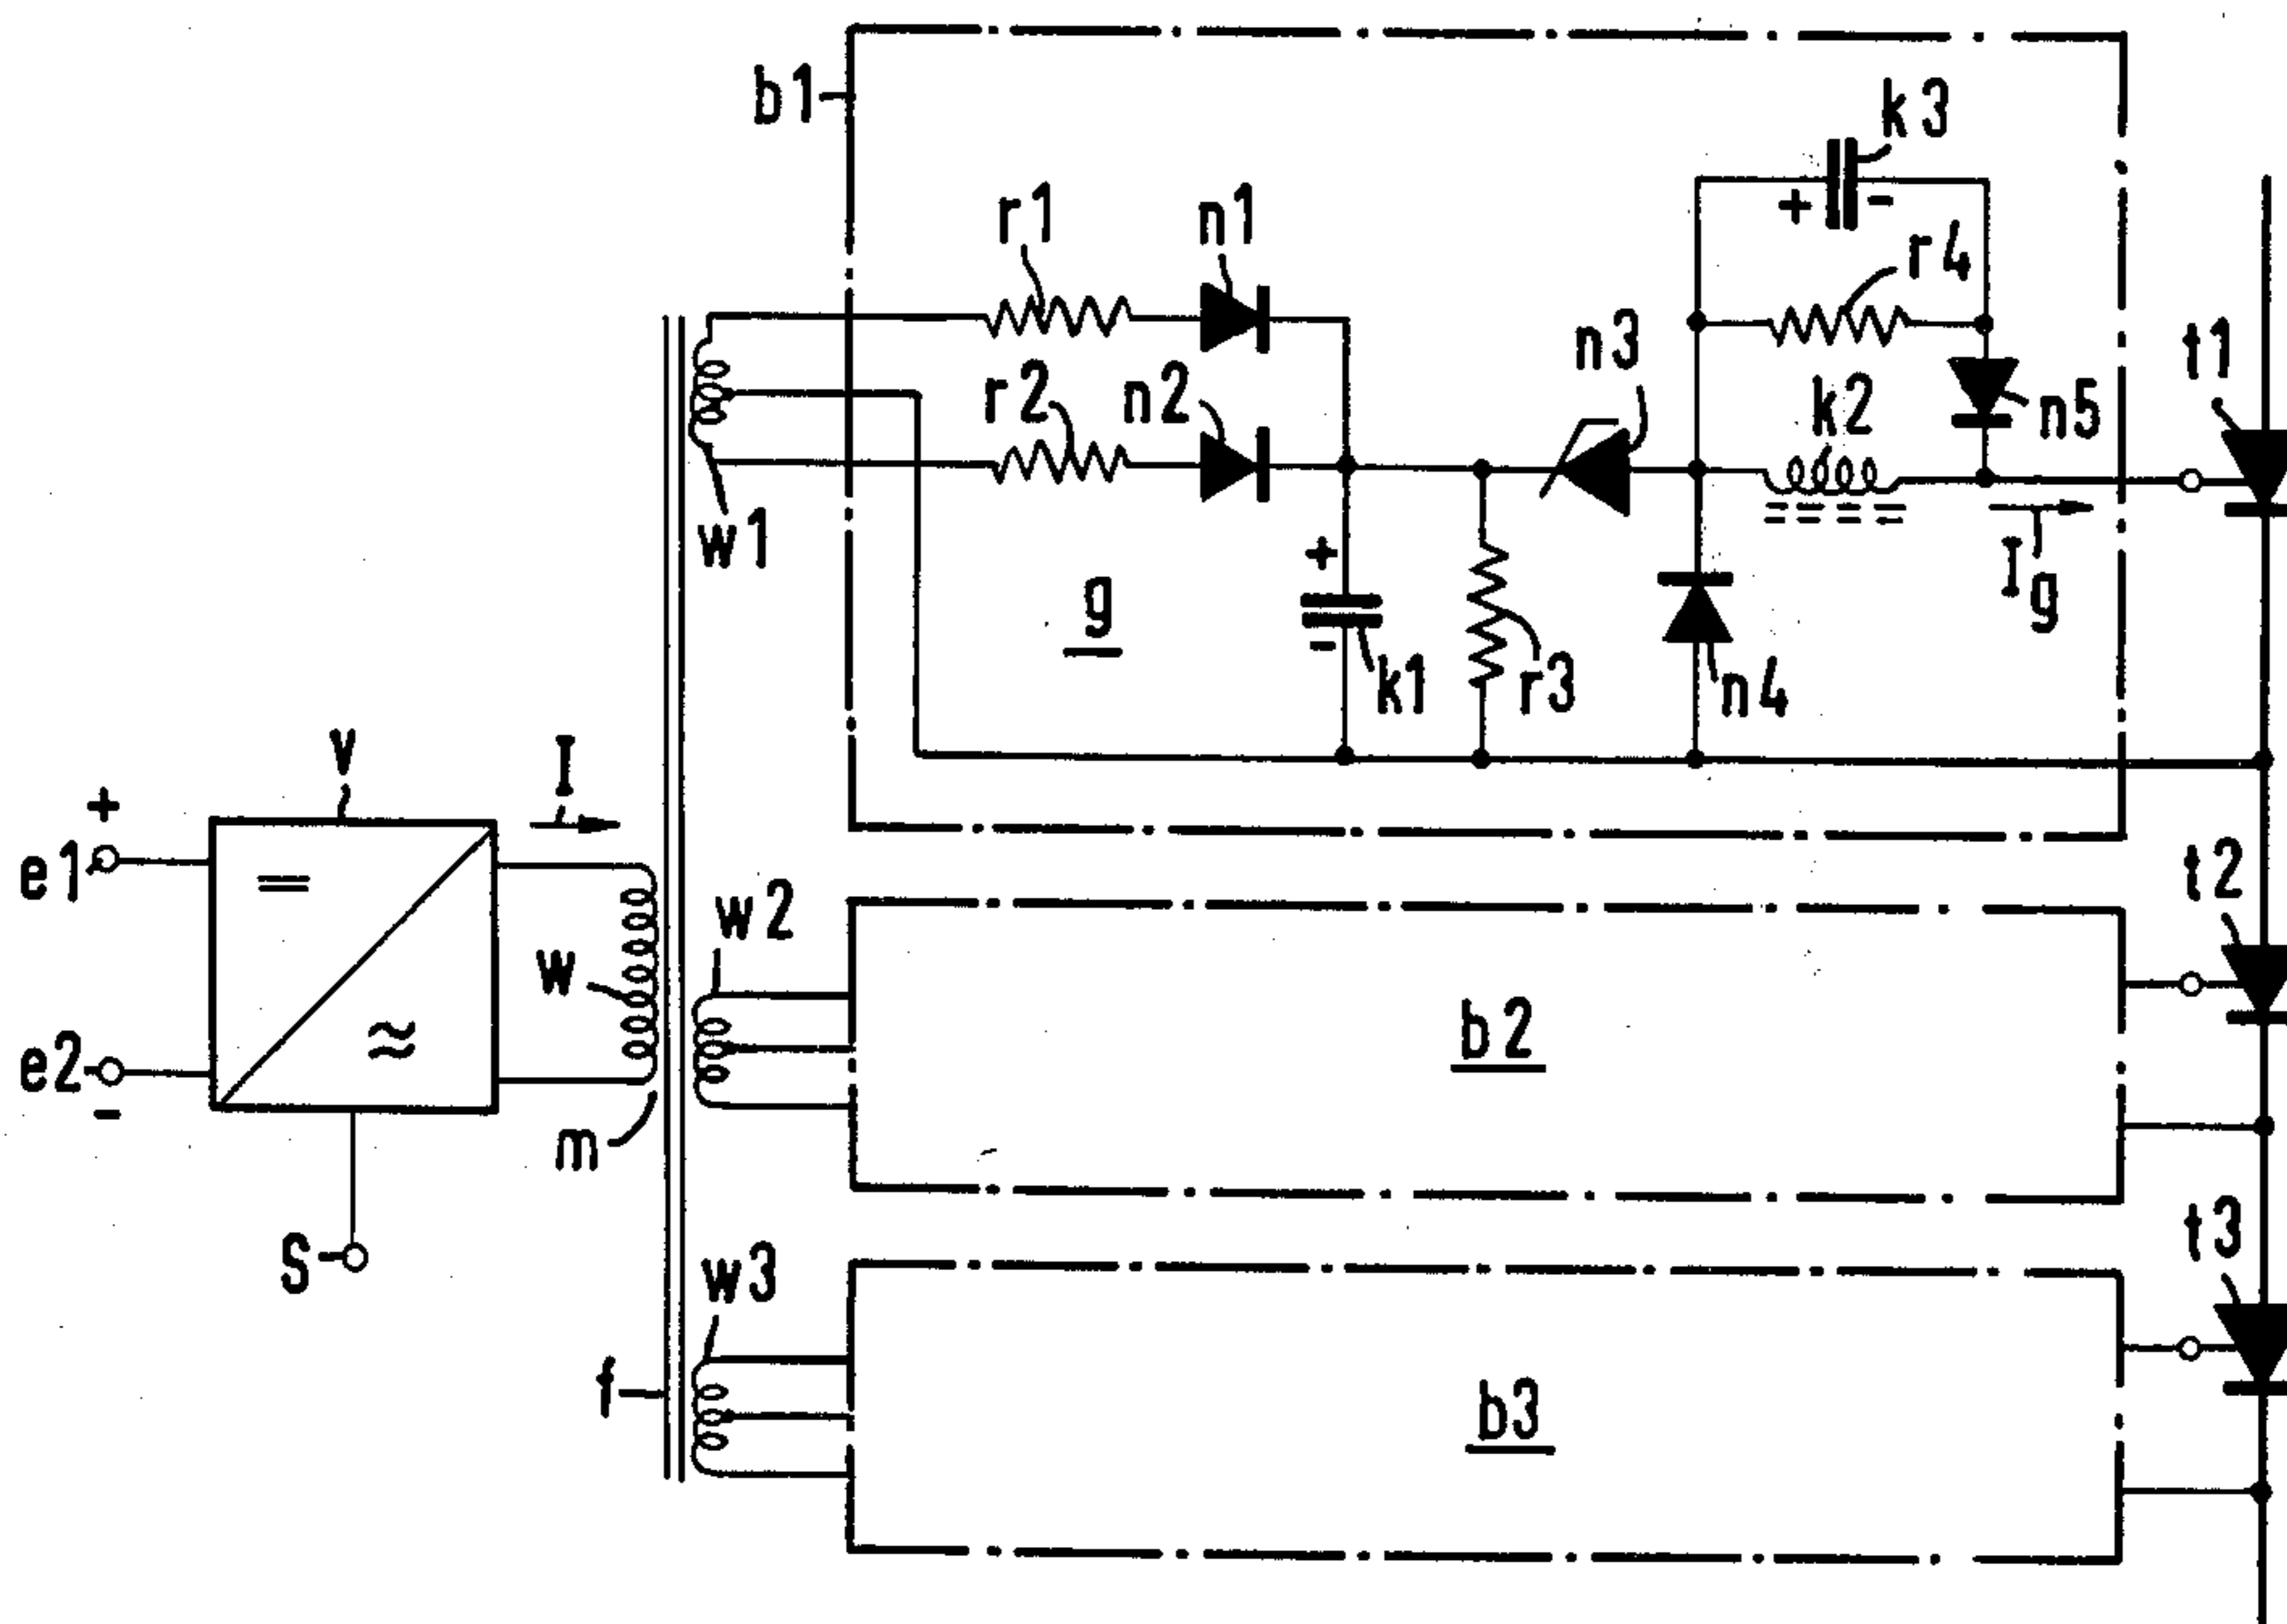 b1
k3
+ -
r1
n1
r4
n3
t1
r2
n2
k2
n5
w1
+
Ig
g
-
k1
r3
n4
v
I
+
e1
=
t2
w2
w
b2
≈
e2
-
m
t3
s
w3
f
b3